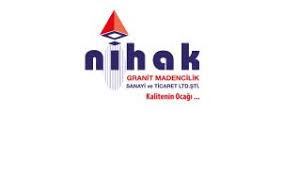 nihak
GRANİT MADENCİLİK
SANAYİ ve TİCARET LTD.ŞTİ.
Kalitenin Ocağı ...